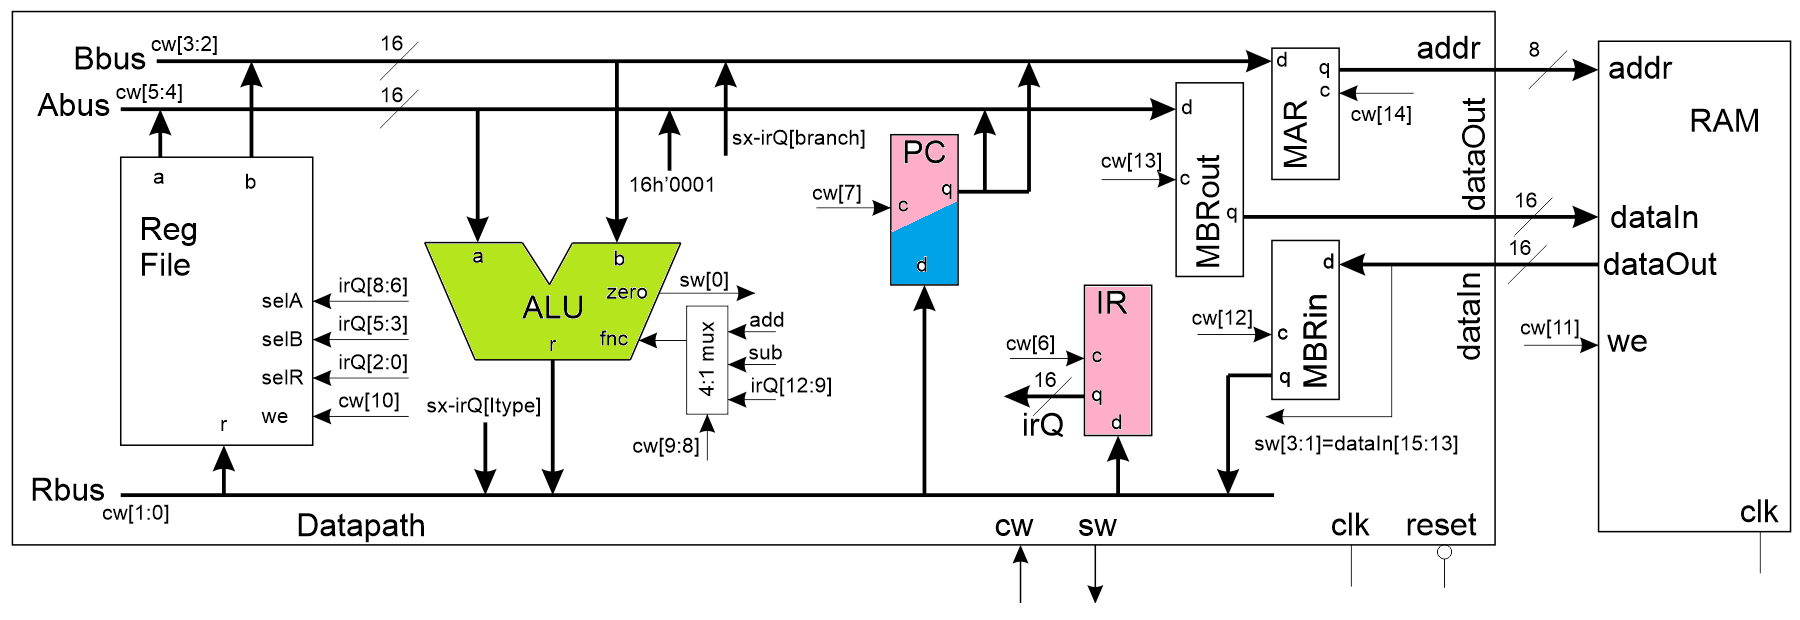 Bbus
cw[3:2]
16
Abus
cw[5:4]
16
a
b
Reg
File
selA
irQ[8:6]
selB
irQ[5:3]
selR
irQ[2:0]
we
cw[10]
r
Rbus
cw[1:0]
sx-irQ[Itype]
a
b
ALU
zero
sw[0]
fnc
r
4:1 mux
add
sub
irQ[12:9]
cw[9:8]
16h'0001
sx-irQ[branch]
PC
cw[7]
c
q
d
IR
cw[6]
c
16
q
irQ
d
d
cw[13]
c
q
MBRout
d
q
c
MAR
cw[14]
d
cw[12]
c
q
MBRin
sw[3:1]=dataIn[15:13]
addr
8
dataOut
16
16
dataIn
addr
RAM
dataIn
dataOut
cw[11]
we
clk
Datapath
cw
sw
clk
reset